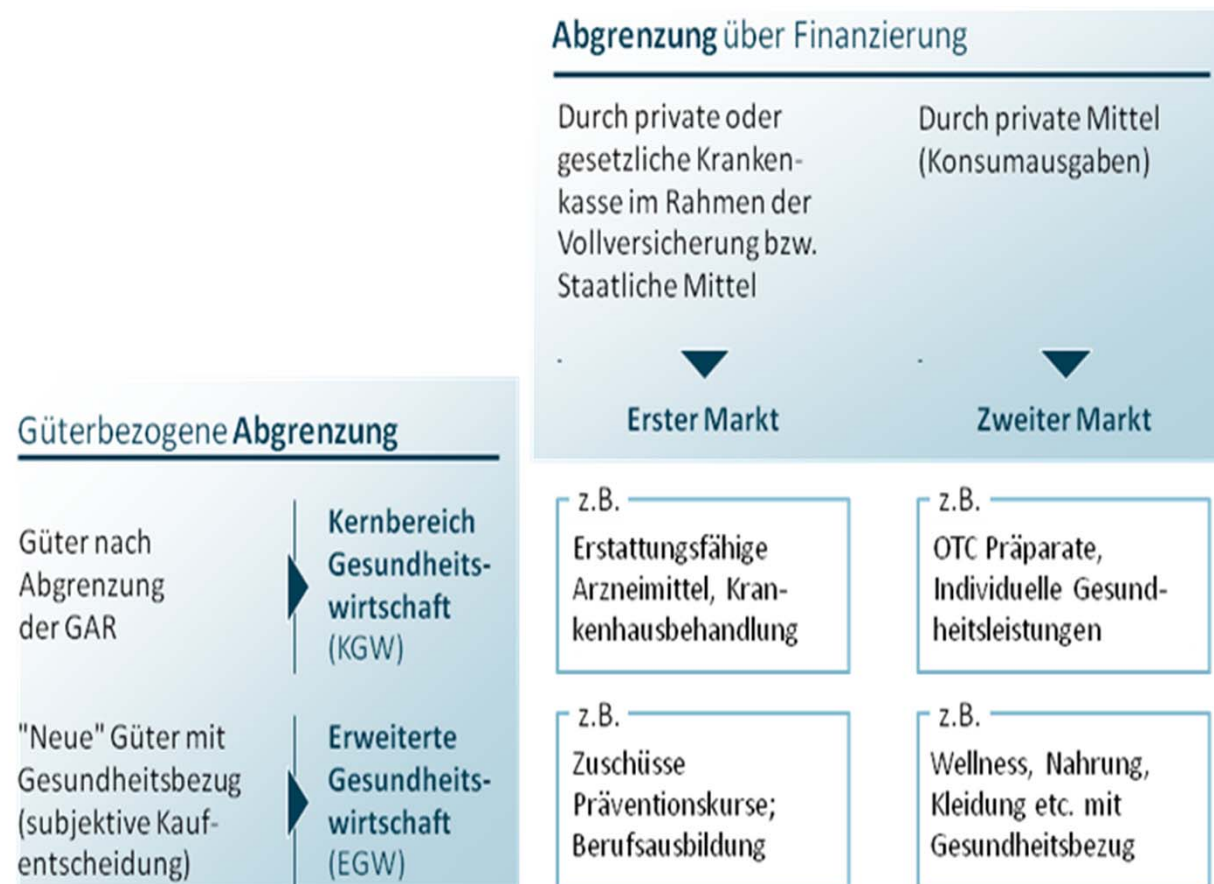 Abgrenzung über Finanzierung
Durch private oder
gesetzliche Kranken-
kasse im Rahmen der
Vollversicherung bzw.
Staatliche Mittel
Durch private Mittel
(Konsumausgaben)
Erster Markt
Zweiter Markt
Güterbezogene Abgrenzung
Güter nach
Abgrenzung
der GAR
Kernbereich
Gesundheits-
wirtschaft
(KGW)
z.B.
Erstattungsfähige
Arzneimittel, Kran-
kenhausbehandlung
z.B.
OTC Präparate,
Individuelle Gesund-
heitsleistungen
"Neue" Güter mit
Gesundheitsbezug
(subjektive Kauf-
entscheidung)
Erweiterte
Gesundheits-
wirtschaft
(EGW)
z.B.
Zuschüsse
Präventionskurse;
Berufsausbildung
z.B.
Wellness, Nahrung,
Kleidung etc. mit
Gesundheitsbezug